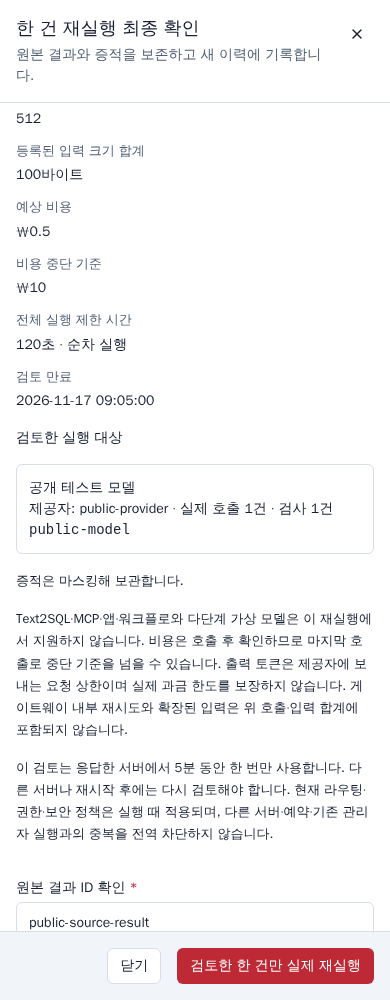 한 건 재실행 최종 확인
원본 결과와 증적을 보존하고 새 이력에 기록합니
다.
512
등록된 입력 크기 합계
100바이트
예상 비용
₩0.5
비용 중단 기준
₩10
전체 실행 제한 시간
120초 · 순차 실행
검토 만료
2026-11-17 09:05:00
검토한 실행 대상
공개 테스트 모델
제공자: public-provider · 실제 호출 1건 · 검사 1건
public-model
증적은 마스킹해 보관합니다.
Text2SQL·MCP·앱·워크플로와 다단계 가상 모델은 이 재실행에
서 지원하지 않습니다. 비용은 호출 후 확인하므로 마지막 호
출로 중단 기준을 넘을 수 있습니다. 출력 토큰은 제공자에 보
내는 요청 상한이며 실제 과금 한도를 보장하지 않습니다. 게
이트웨이 내부 재시도와 확장된 입력은 위 호출·입력 합계에
포함되지 않습니다.
이 검토는 응답한 서버에서 5분 동안 한 번만 사용합니다. 다
른 서버나 재시작 후에는 다시 검토해야 합니다. 현재 라우팅·
권한·보안 정책은 실행 때 적용되며, 다른 서버·예약·기존 관리
자 실행과의 중복을 전역 차단하지 않습니다.
원본 결과 ID 확인 *
public-source-result
닫기
검토한 한 건만 실제 재실행